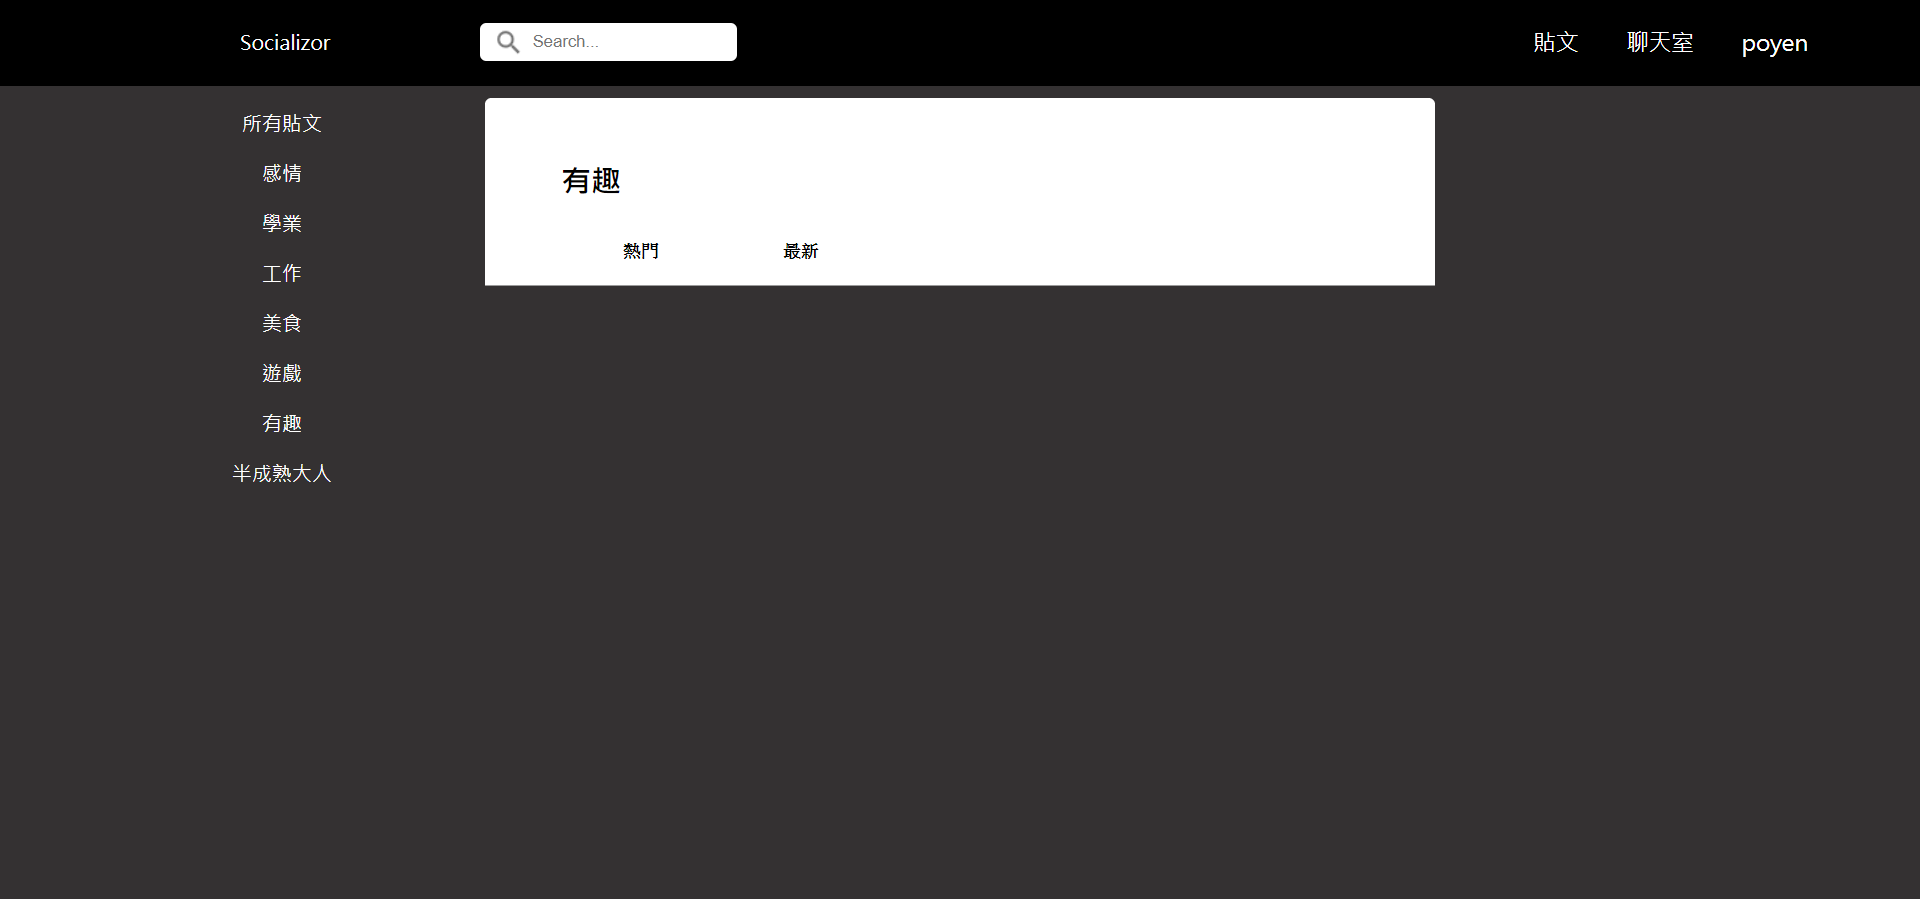 Socializor
Search...
貼文
聊天室
poyen
所有貼文
感情
學業
工作
美食
遊戲
有趣
半成熟大人
有趣
熱門
最新